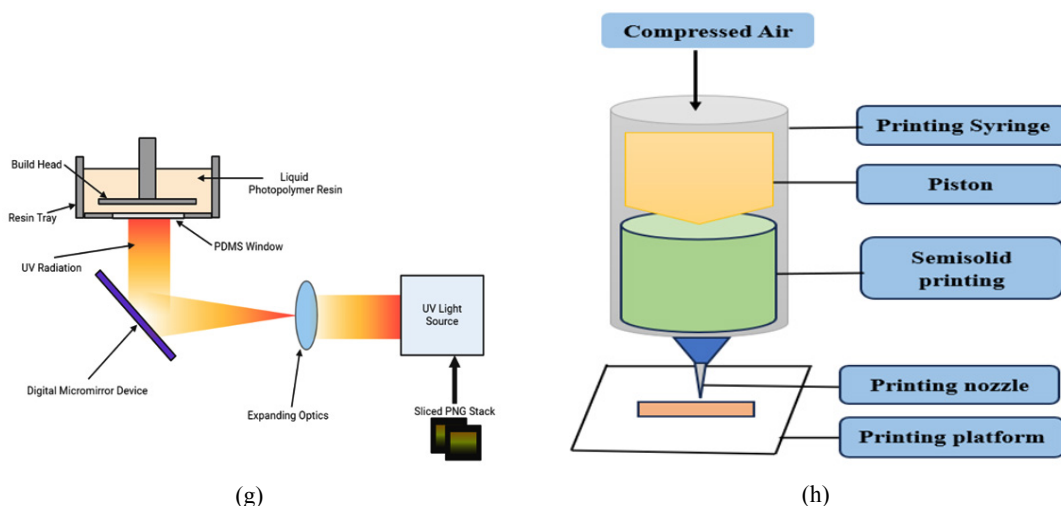 Build Head
Liquid
Photopolymer Resin
Resin Tray
PDMS Window
UV Radiation
UV Light
Source
Digital Micromirror Device
Expanding Optics
Sliced PNG Stack
(g)
Compressed Air
Printing Syringe
Piston
Semisolid
printing
Printing nozzle
Printing platform
(h)